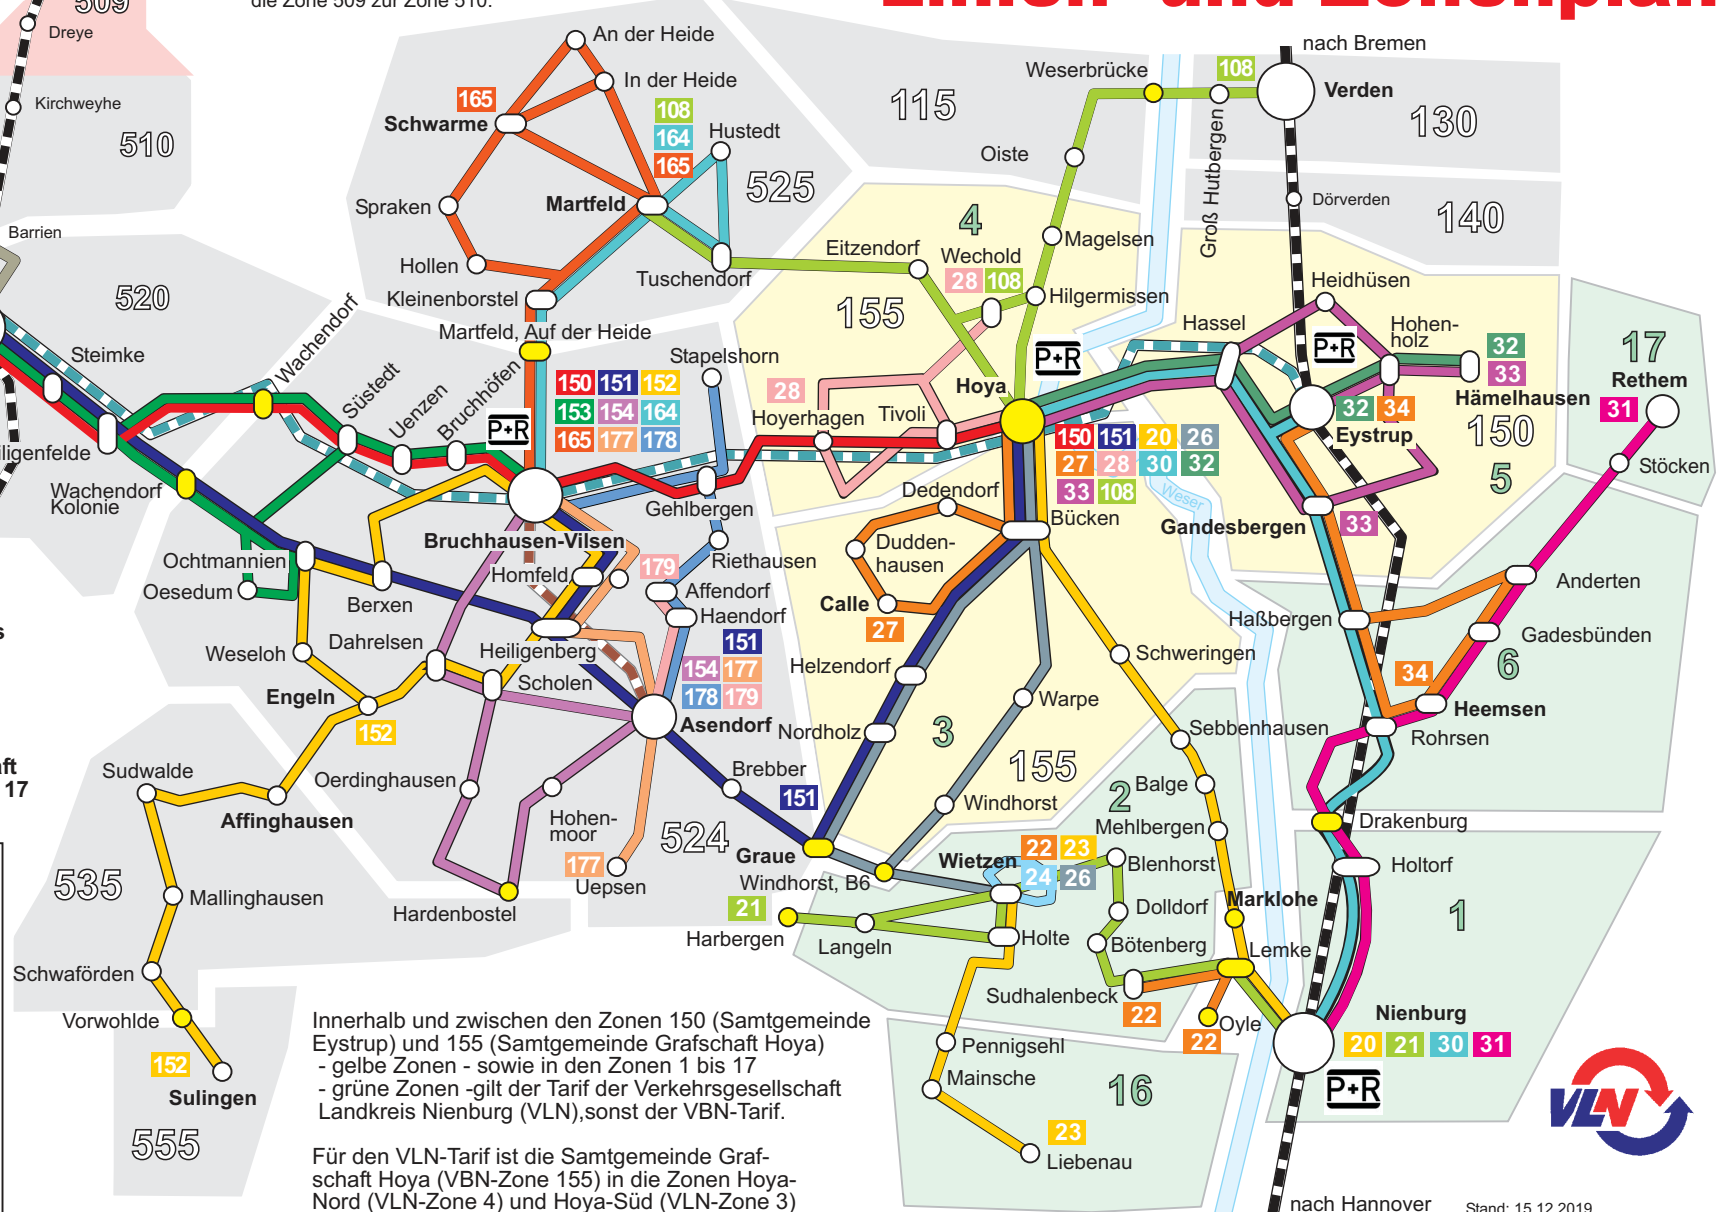 die Zone 509 zur Zone 510.
509
Dreye
Kirchweyhe
510
Barrien
520
Steimke
Wachendorf
Süstedt
Uenzen
Bruchhöfen
Wachendorf
Kolonie
Ochtmannien
Oesedum
Berxen
Weseloh
Dahrelsen
Engeln
152
Sudwalde
Affinghausen
535
Mallinghausen
Schwaförden
Vorwohlde
152
Sulingen
555
An der Heide
In der Heide
165
Schwarme
108
164
165
Hustedt
525
Spraken
Martfeld
Hollen
Tuschendorf
Kleinenborstel
Martfeld, Auf der Heide
Stapelshorn
P+R
150 151 152
153 154 164
165 177 178
Gehlbergen
Bruchhausen-Vilsen
Riethausen
Homfeld
179
Affendorf
Haendorf
Heiligenberg
151
154 177
178 179
Scholen
Asendorf
Oerdinghausen
Brebber
151
Hohen-
moor
177
Uepsen
524
Hardenbostel
115
Weserbrücke
108
Verden
nach Bremen
130
Oiste
Groß Hutbergen
Dörverden
140
4
Eitzendorf
Wechold
28 108
Magelsen
Hilgermissen
155
28
Hoyerhagen
Tivoli
Hoya
P+R
150 151 20 26
27 28 30 32
33 108
Weser
Dedendorf
Bücken
Dudden-
hausen
Calle
27
Helzendorf
Schweringen
Nordholz
Warpe
3
155
Windhorst
Graue
Windhorst, B6
Heidhüsen
Hassel
P+R
Hohen-
holz
32
33
Hämelhausen
32 34
Eystrup
150
5
Gandesbergen
33
17
Rethem
31
Stöcken
Anderten
Haßbergen
Gadesbünden
6
34
Heemsen
Rohrsen
Sebbenhausen
2
Balge
Mehlbergen
Drakenburg
Wietzen
22 23
24 26
Blenhorst
Holtorf
21
Harbergen
Langeln
Holte
Dolldorf
Marklohe
Bötenberg
Lemke
1
Sudhalenbeck
22
Oyle
22
Nienburg
20 21 30 31
P+R
Pennigsehl
Mainsche
16
23
Liebenau
VLN
nach Hannover
Stand: 15.12.2019
Innerhalb und zwischen den Zonen 150 (Samtgemeinde
Eystrup) und 155 (Samtgemeinde Grafschaft Hoya)
- gelbe Zonen - sowie in den Zonen 1 bis 17
- grüne Zonen -gilt der Tarif der Verkehrsgesellschaft
Landkreis Nienburg (VLN),sonst der VBN-Tarif.
Für den VLN-Tarif ist die Samtgemeinde Graf-
schaft Hoya (VBN-Zone 155) in die Zonen Hoya-
Nord (VLN-Zone 4) und Hoya-Süd (VLN-Zone 3)
17